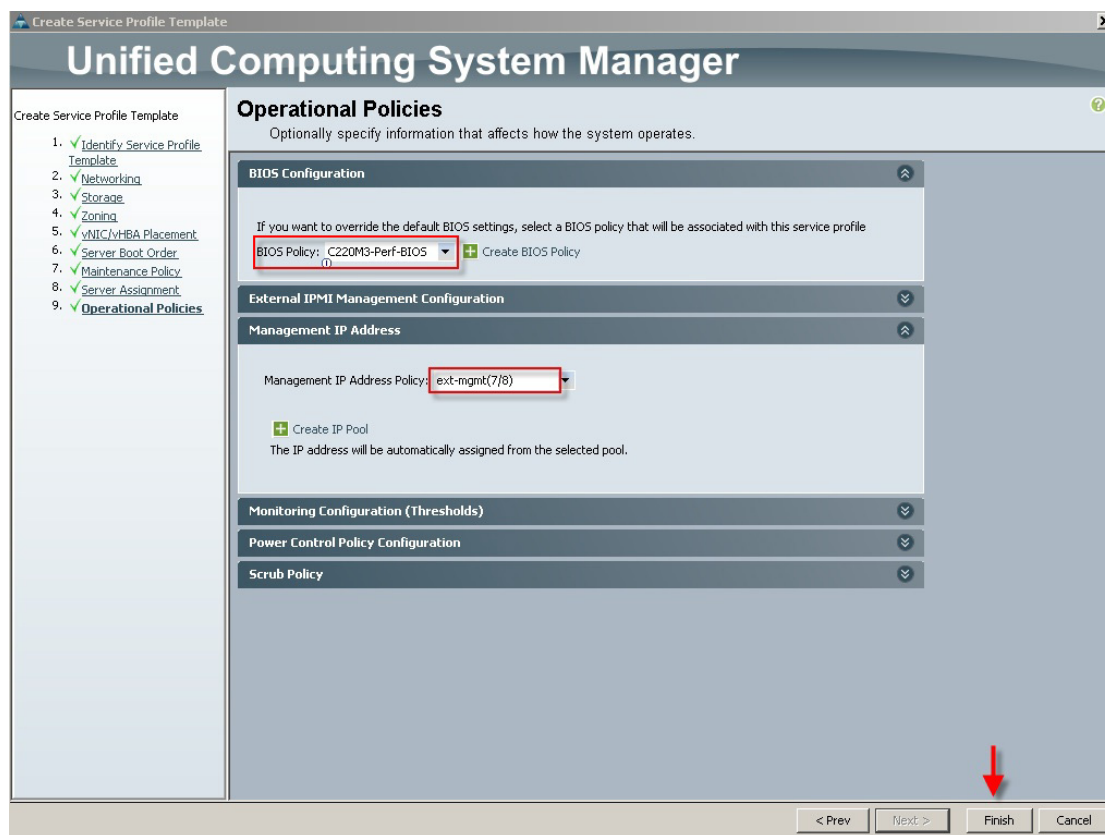 Create Service Profile Template
Unified Computing System Manager
Create Service Profile Template
1. Identify Service Profile
Template
2. Networking
3. Storage
4. Zoning
5. vNIC/vHBA Placement
6. Server Boot Order
7. Maintenance Policy
8. Server Assignment
9. Operational Policies
Operational Policies
Optionally specify information that affects how the system operates.
BIOS Configuration
If you want to override the default BIOS settings, select a BIOS policy that will be associated with this service profile
BIOS Policy: C220M3-Perf-BIOS Create BIOS Policy
External IPMI Management Configuration
Management IP Address
Management IP Address Policy: ext-mgmt(7/8)
Create IP Pool
The IP address will be automatically assigned from the selected pool.
Monitoring Configuration (Thresholds)
Power Control Policy Configuration
Scrub Policy
< Prev Next > Finish Cancel